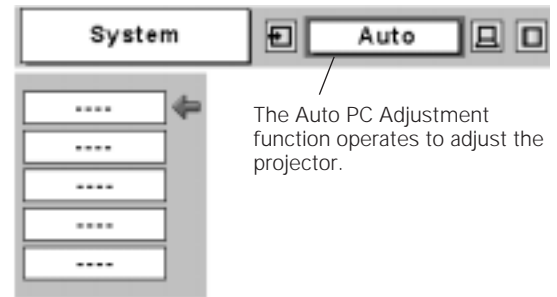 System
Auto
----
----
----
----
----
The Auto PC Adjustment
function operates to adjust the
projector.